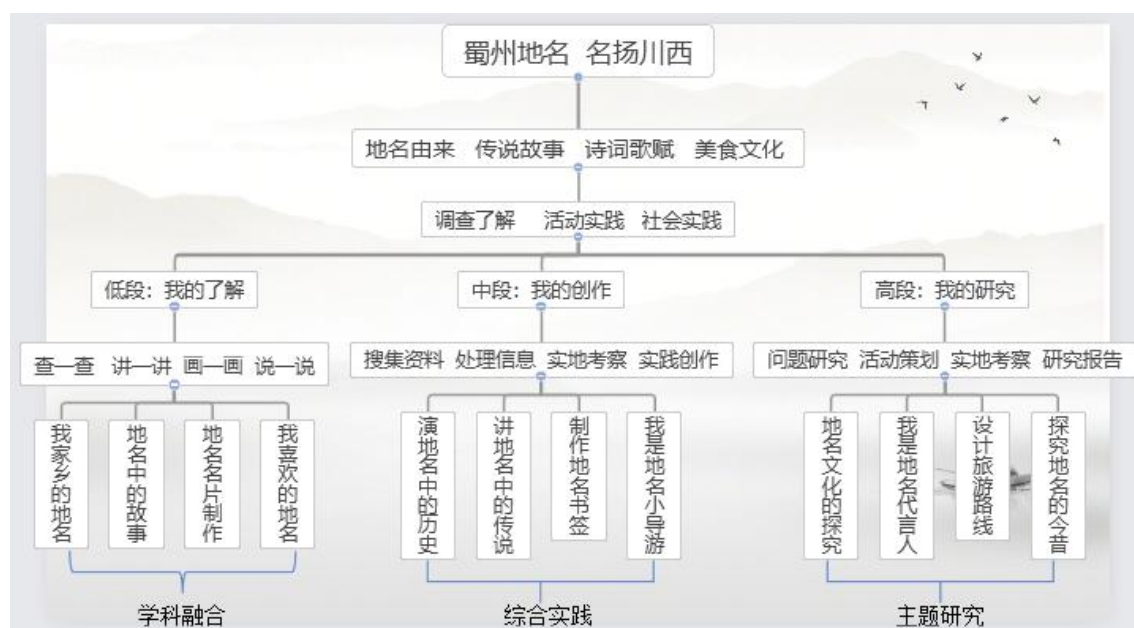 蜀州地名 名扬川西
地名由来 传说故事 诗词歌赋 美食文化
调查了解 活动实践 社会实践
低段：我的了解
中段：我的创作
高段：我的研究
查一查 讲一讲 画一画 说一说
搜集资料 处理信息 实地考察 实践创作
问题研究 活动策划 实地考察 研究报告
我家乡的地名
地名中的故事
地名名片制作
我喜欢的地名
演地名中的历史
讲地名中的传说
制作地名书签
我是地名小导游
地名文化的探究
我是地名代言人
设计旅游路线
探究地名的今昔
学科融合
综合实践
主题研究